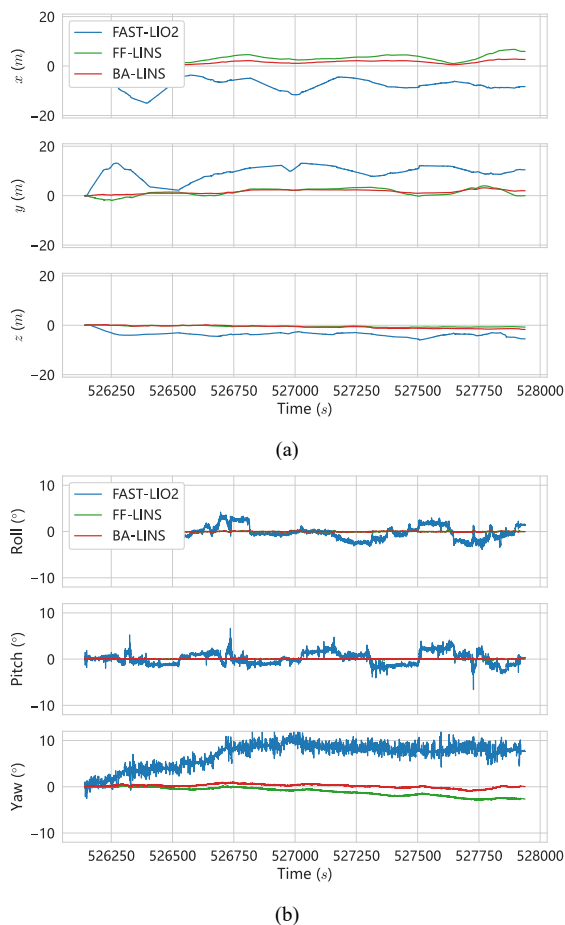 20
FAST-LIO2
FF-LINS
BA-LINS
x (m)
0
−20
20
y (m)
0
−20
20
z (m)
0
−20
526250 526500 526750 527000 527250 527500 527750 528000
Time (s)
(a)
10
FAST-LIO2
FF-LINS
BA-LINS
Roll (°)
0
−10
10
Pitch (°)
0
−10
10
Yaw (°)
0
−10
526250 526500 526750 527000 527250 527500 527750 528000
Time (s)
(b)